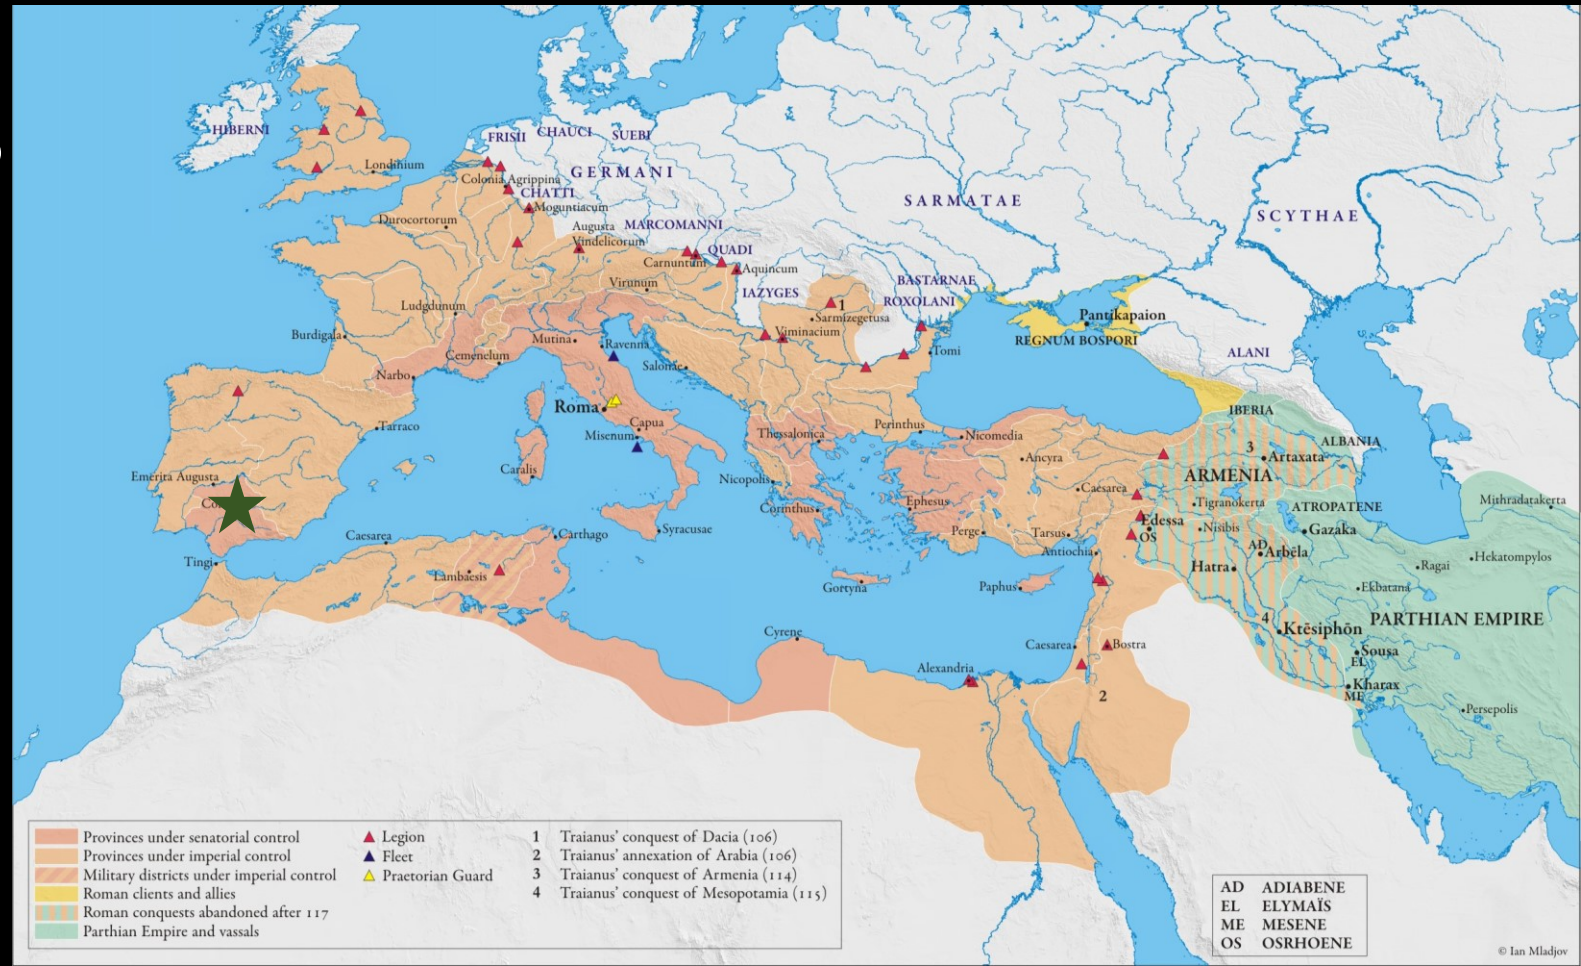 HIBERNI
Londinium
FRISII
CHAUCI
SUEBI
GERMANI
Colonia Agrippina
CHATTI
Moguntiacum
Durocortorum
Augusta
Vindelicorum
MARCOMANNI
QUADI
Carnuntum
Aquincum
Virunum
IAZYGES
SARMATAE
SCYTHAE
BASTARNAE
ROXOLANI
1
Sarmizegetusa
Viminacium
Tomi
Pantikapaion
REGNUM BOSPORI
ALANI
Ludgdunum
Burdigala
Cemenelum
Narbo
Mutina
Ravenna
Salonae
Roma
Capua
Misenum
Tarraco
Emerita Augusta
Co
Caralis
Thessalonica
Perinthus
Nicomedia
Nicopolis
Corinthus
Ephesus
Ancyra
Caesarea
IBERIA
ALBANIA
3
Artaxata
ARMENIA
Tigranokerta
ATROPATENE
Mithradatakerta
Edessa
OS
Nisibis
Gazaka
AD
Arbela
Hatra
Ragai
Hekatompylos
Ekbatana
PARTHIAN EMPIRE
4
Ktēsiphōn
Sousa
EL
Kharax
ME
Persepolis
Syracusae
Carthago
Caesarea
Tingi
Lambaesis
Perge
Tarsus
Antiochia
Gortyna
Paphus
Cyrene
Caesarea
Bostra
Alexandria
2
Provinces under senatorial control
Provinces under imperial control
Military districts under imperial control
Roman clients and allies
Roman conquests abandoned after 117
Parthian Empire and vassals
Legion
Fleet
Praetorian Guard
1 Traianus' conquest of Dacia (106)
2 Traianus' annexation of Arabia (106)
3 Traianus' conquest of Armenia (114)
4 Traianus' conquest of Mesopotamia (115)
AD ADIABENE
EL ELYMAÏS
ME MESENE
OS OSRHOENE
© Ian Mladjov